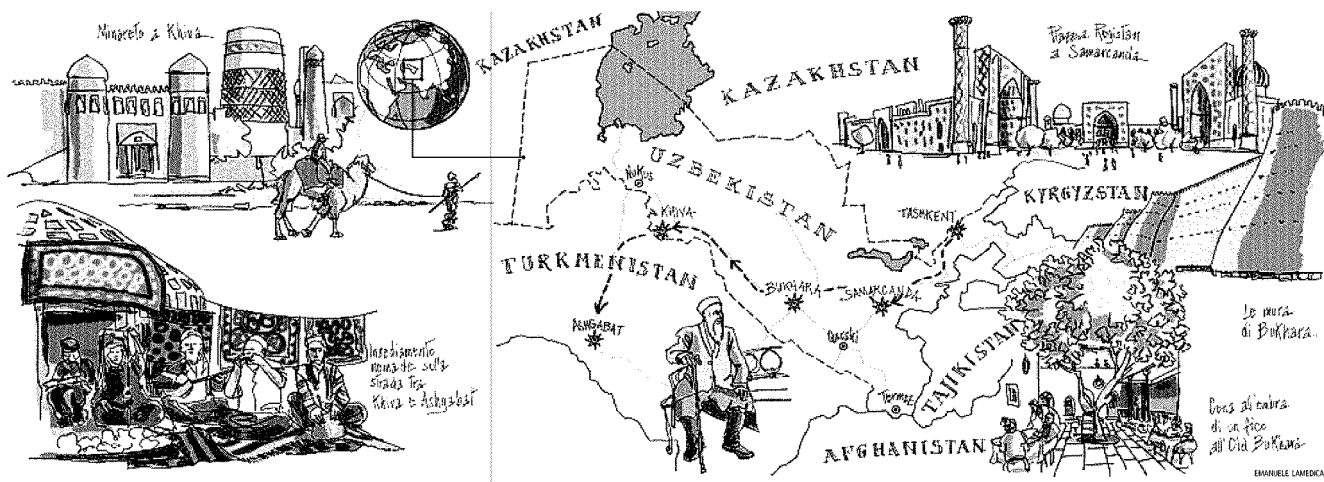 Minareto a Khiva
KAZAKHSTAN
KAZAKHSTAN
Piazza Registan
a Samarcanda
UZBEKISTAN
NUKUS
KYRGYZSTAN
KHIVA
TASHKENT
TURKMENISTAN
BUKHARA
SAMARCANDA
Le mura
di Bukhara
ASHGABAT
Insediamento
nomade sulla
strada tra
Khiva e Ashgabat
TAJIKISTAN
Termez
Cena all'ombra
di un fico
all'Old Bukhara
AFGHANISTAN
EMANUELE LAMEDICA